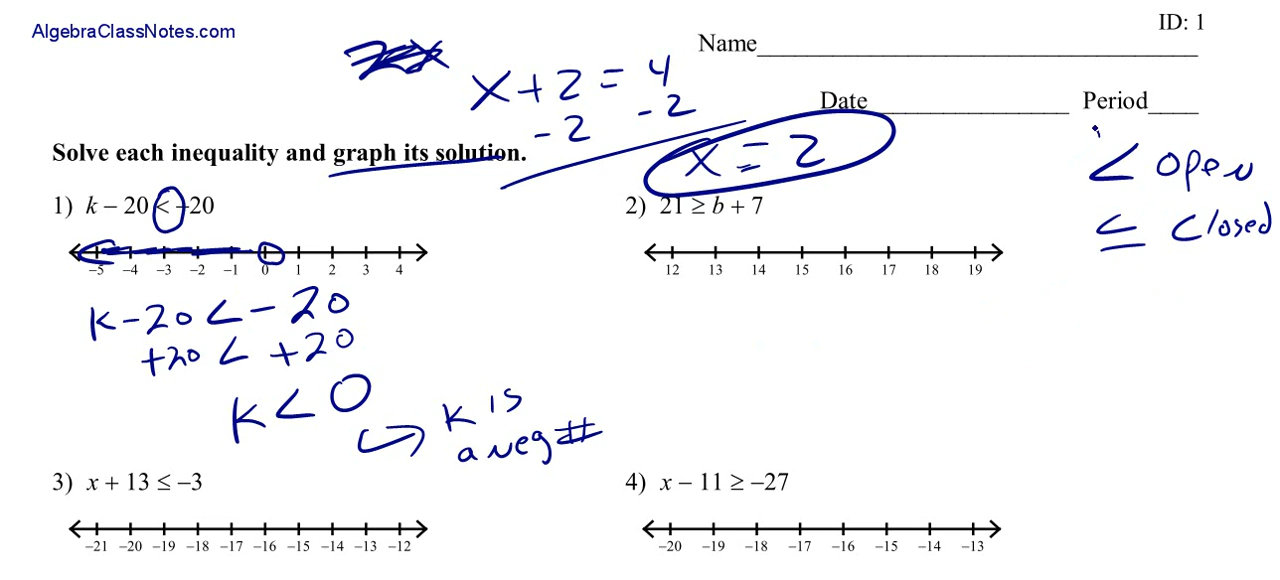 AlgebraClassNotes.com
ID: 1
Name
x + 2 = 4
Date Period
- 2 - 2
x = 2
< open
≤ closed
Solve each inequality and graph its solution.
1) k – 20 < –20
–5 –4 –3 –2 –1 0 1 2 3 4
k - 20 < - 20
+20 < + 20
k < 0
k is
a neg #
2) 21 ≥ b + 7
12 13 14 15 16 17 18 19
3) x + 13 ≤ –3
–21 –20 –19 –18 –17 –16 –15 –14 –13 –12
4) x – 11 ≥ –27
–20 –19 –18 –17 –16 –15 –14 –13